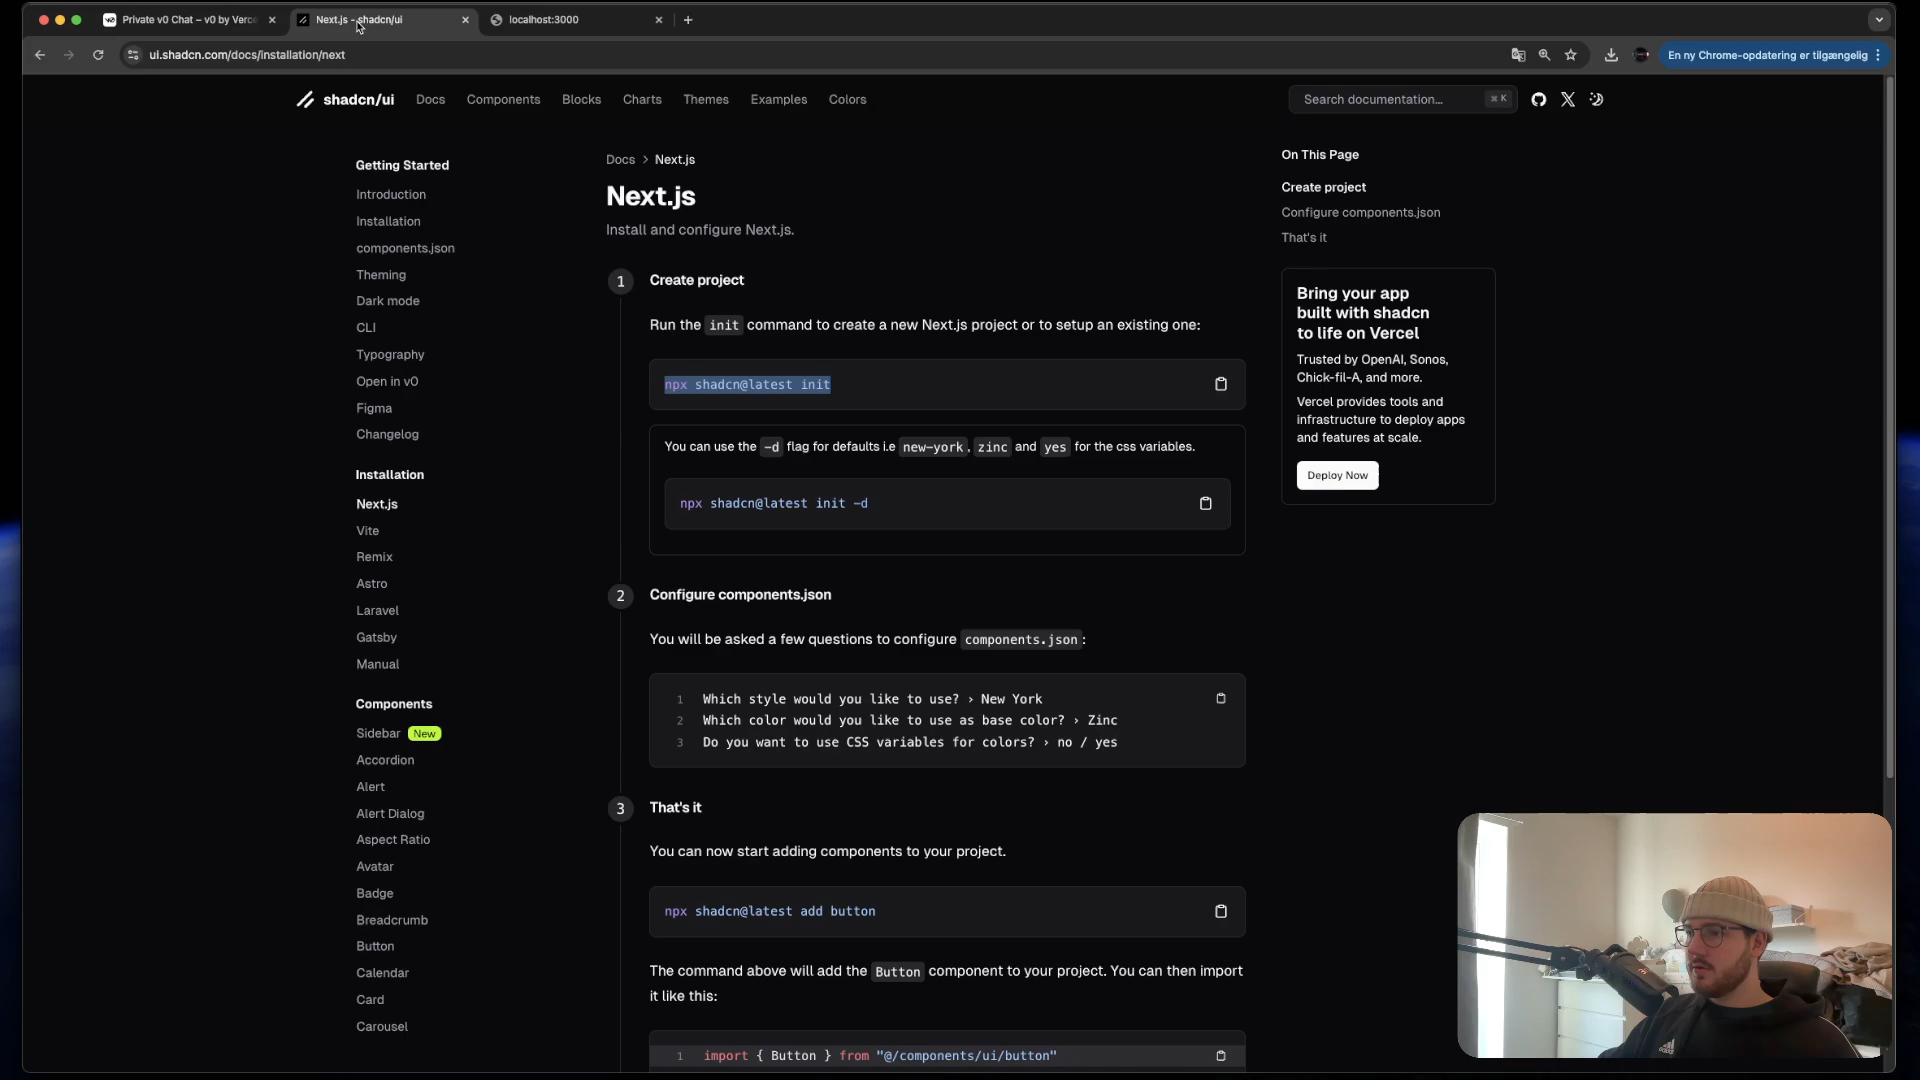 Private v0 Chat – v0 by Verce
Next.js - shadcn/ui
localhost:3000
ui.shadcn.com/docs/installation/next
En ny Chrome-opdatering er tilgængelig
shadcn/ui
Docs
Components
Blocks
Charts
Themes
Examples
Colors
Search documentation...
⌘ K
Getting Started
Introduction
Installation
components.json
Theming
Dark mode
CLI
Typography
Open in v0
Figma
Changelog
Installation
Next.js
Vite
Remix
Astro
Laravel
Gatsby
Manual
Components
Sidebar New
Accordion
Alert
Alert Dialog
Aspect Ratio
Avatar
Badge
Breadcrumb
Button
Calendar
Card
Carousel
Docs > Next.js
Next.js
Install and configure Next.js.
1 Create project
Run the init command to create a new Next.js project or to setup an existing one:
npx shadcn@latest init
You can use the -d flag for defaults i.e new-york, zinc and yes for the css variables.
npx shadcn@latest init -d
2 Configure components.json
You will be asked a few questions to configure components.json:
1 Which style would you like to use? › New York
2 Which color would you like to use as base color? › Zinc
3 Do you want to use CSS variables for colors? › no / yes
3 That's it
You can now start adding components to your project.
npx shadcn@latest add button
The command above will add the Button component to your project. You can then import
it like this:
1 import { Button } from "@/components/ui/button"
On This Page
Create project
Configure components.json
That's it
Bring your app
built with shadcn
to life on Vercel
Trusted by OpenAI, Sonos,
Chick-fil-A, and more.
Vercel provides tools and
infrastructure to deploy apps
and features at scale.
Deploy Now